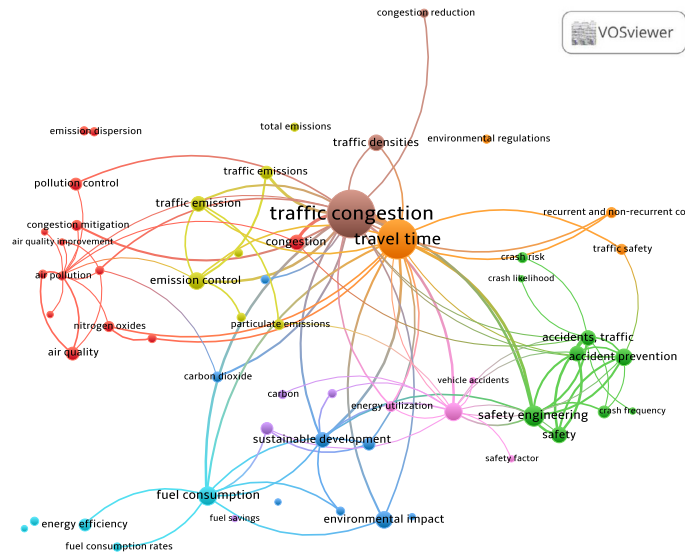 congestion reduction
VOSviewer
emission dispersion
total emissions
traffic densities
environmental regulations
traffic emissions
pollution control
traffic emission
traffic congestion
recurrent and non-recurrent co
congestion mitigation
air quality improvement
congestion
travel time
traffic safety
crash risk
air pollution
emission control
crash likelihood
nitrogen oxides
particulate emissions
accidents, traffic
air quality
accident prevention
carbon dioxide
vehicle accidents
carbon
energy utilization
safety engineering
crash frequency
sustainable development
safety
safety factor
fuel consumption
energy efficiency
fuel savings
environmental impact
fuel consumption rates